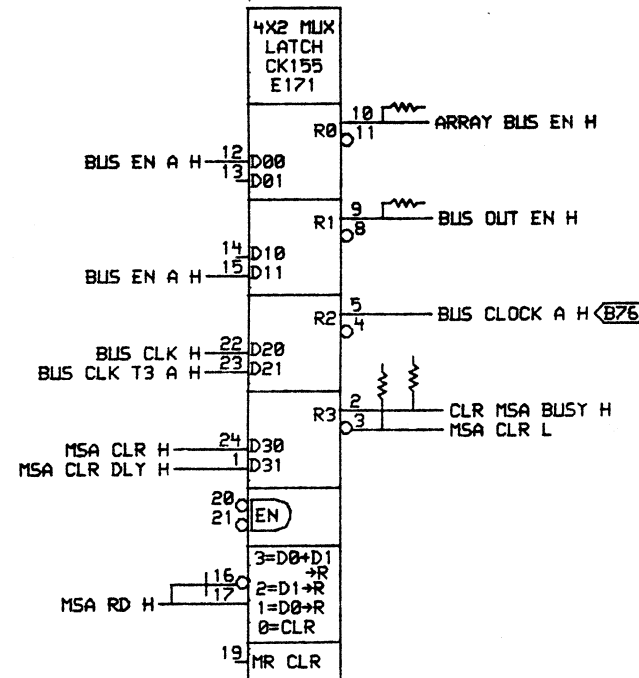 4X2 MUX
LATCH
CK155
E171
R0 10 ARRAY BUS EN H
11
BUS EN A H 12 D00
13 D01
R1 9 BUS OUT EN H
8
14 D10
BUS EN A H 15 D11
R2 5 BUS CLOCK A H B76
4
BUS CLK H 22 D20
BUS CLK T3 A H 23 D21
R3 2 CLR MSA BUSY H
3 MSA CLR L
MSA CLR H 24 D30
MSA CLR DLY H 1 D31
20
21 EN
3=D0+D1
→R
16 2=D1→R
MSA RD H 17 1=D0→R
0=CLR
19 MR CLR